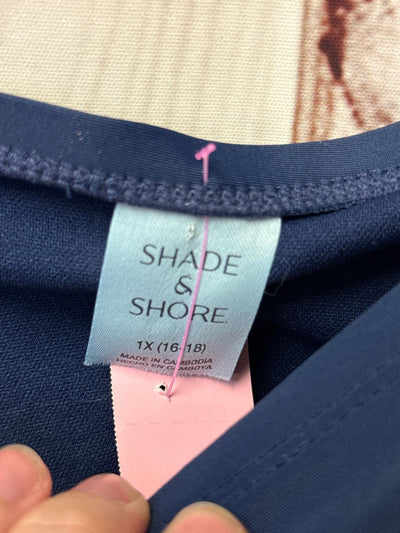 SHADE
&
SHORE.
1X (16-18)
MADE IN CAMBODIA
HECHO EN CAMBOYA